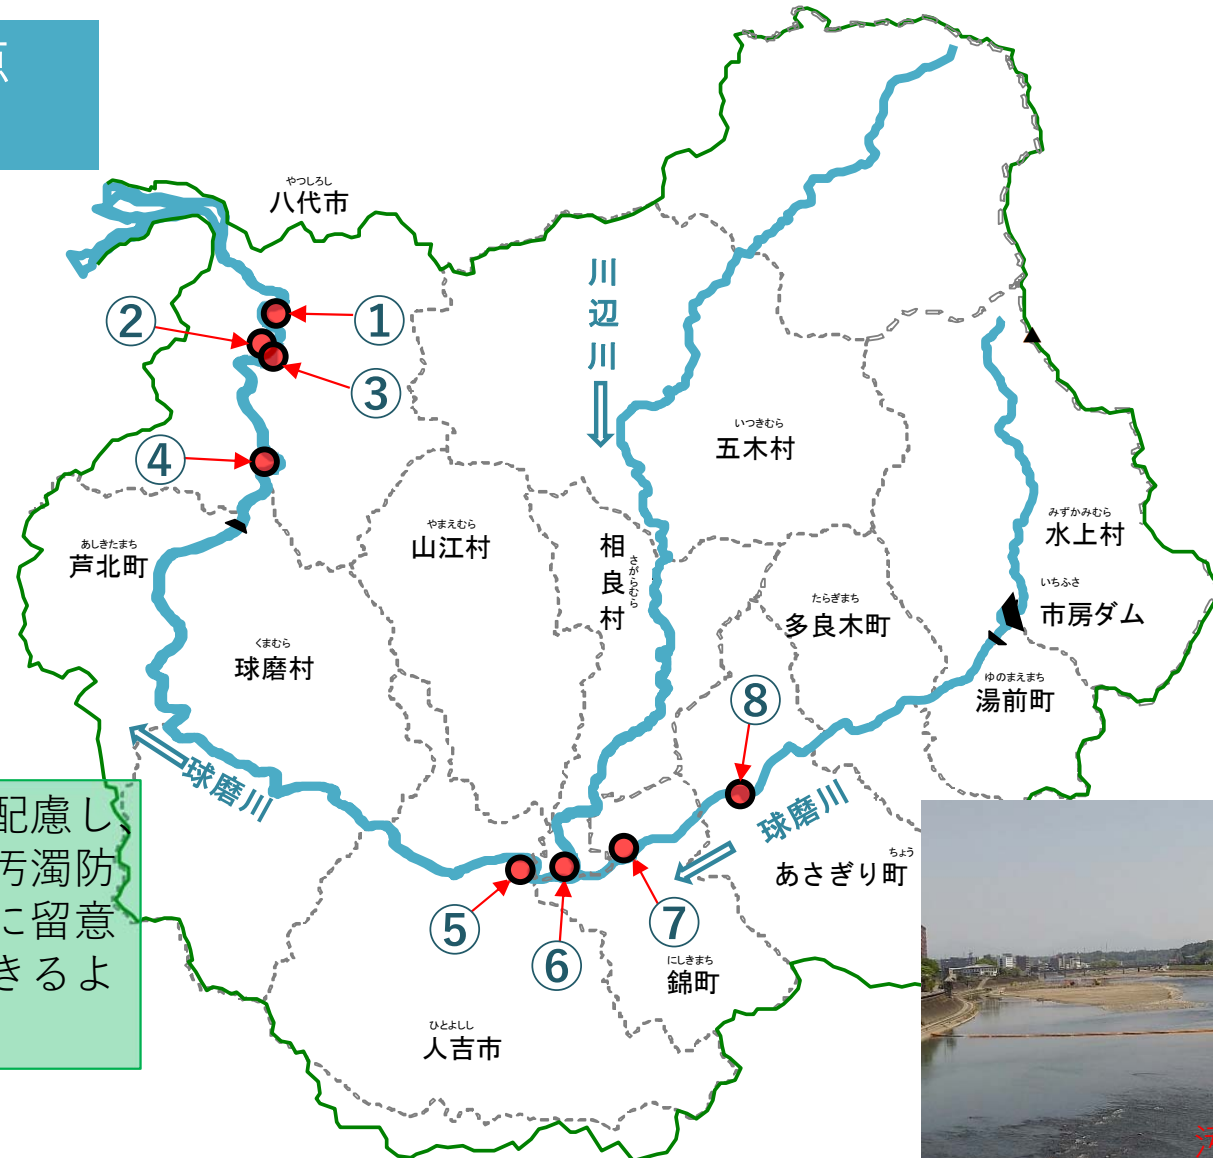 点
やつしろし
八代市
①
②
③
④
川辺川
いつきむら
五木村
みずかみむら
水上村
いちふさ
市房ダム
ゆのまえまち
湯前町
たらぎまち
多良木町
相良村
さがらむら
やまえむら
山江村
あしきたまち
芦北町
くまむら
球磨村
球磨川
⑧
球磨川
ちょう
あさぎり町
⑤
⑥
⑦
にしきまち
錦町
ひとよしし
人吉市
配慮し、
汚濁防
に留意
きるよ